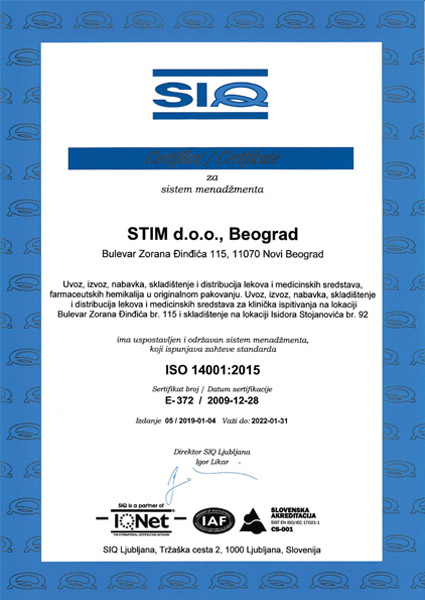 SIQ
Certifikat / Certificate
za
sistem menadžmenta
STIM d.o.o., Beograd
Bulevar Zorana Đinđića 115, 11070 Novi Beograd
Uvoz, izvoz, nabavka, skladištenje i distribucija lekova i medicinskih sredstava,
farmaceutskih hemikalija u originalnom pakovanju. Uvoz, izvoz, nabavka, skladištenje
i distribucija lekova i medicinskih sredstava za klinička ispitivanja na lokaciji
Bulevar Zorana Đinđića br. 115 i skladištenje na lokaciji Isidora Stojanovića br. 92
ima uspostavljen i održavan sistem menadžmenta,
koji ispunjava zahteve standarda
ISO 14001:2015
Sertifikat broj / Datum sertifikacije
E-372 / 2009-12-28
Izdanje 05 / 2019-01-04 Važi do: 2022-01-31
Direktor SIQ Ljubljana
Igor Likar
SIQ is a partner of
IQNet
THE INTERNATIONAL CERTIFICATION NETWORK
IAF
SLOVENSKA
AKREDITACIJA
SIST EN ISO/IEC 17021-1
CS-001
SIQ Ljubljana, Tržaška cesta 2, 1000 Ljubljana, Slovenija